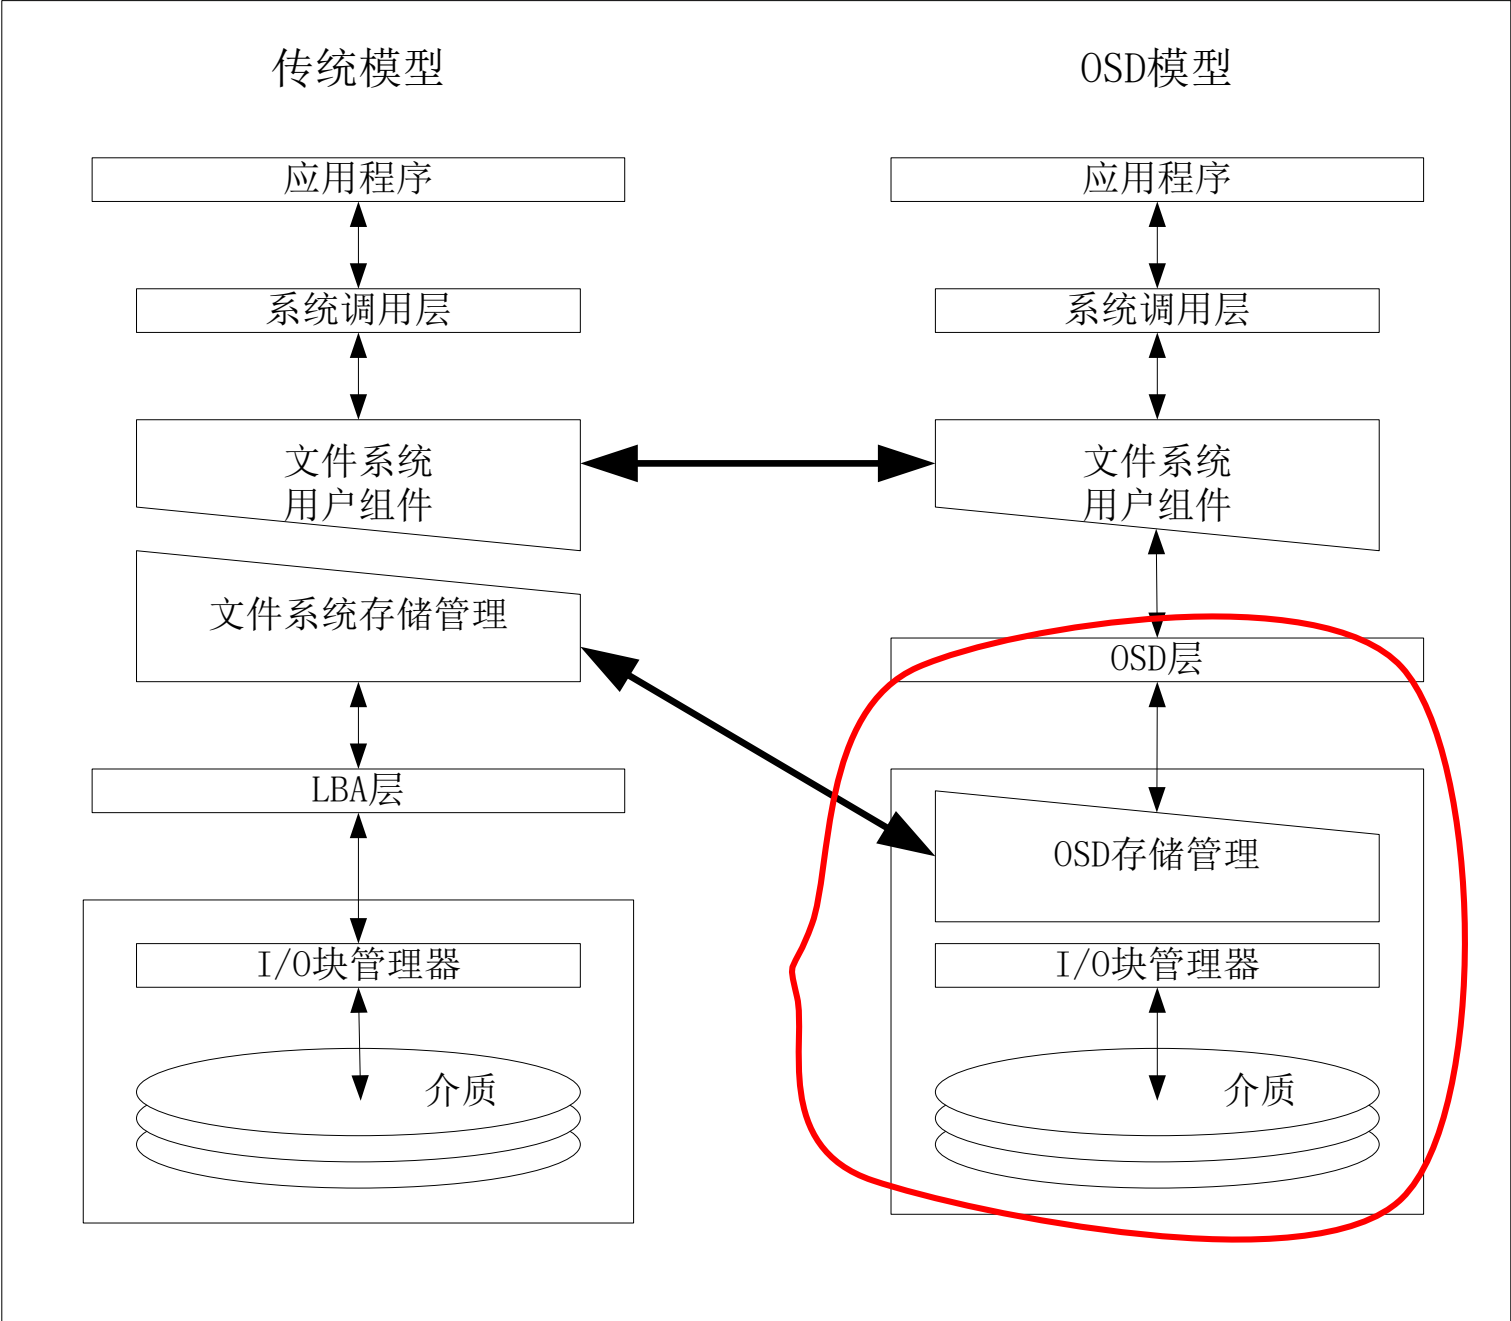 传统模型
应用程序
系统调用层
文件系统
用户组件
文件系统存储管理
LBA层
I/O块管理器
介质
OSD模型
应用程序
系统调用层
文件系统
用户组件
OSD层
OSD存储管理
I/O块管理器
介质